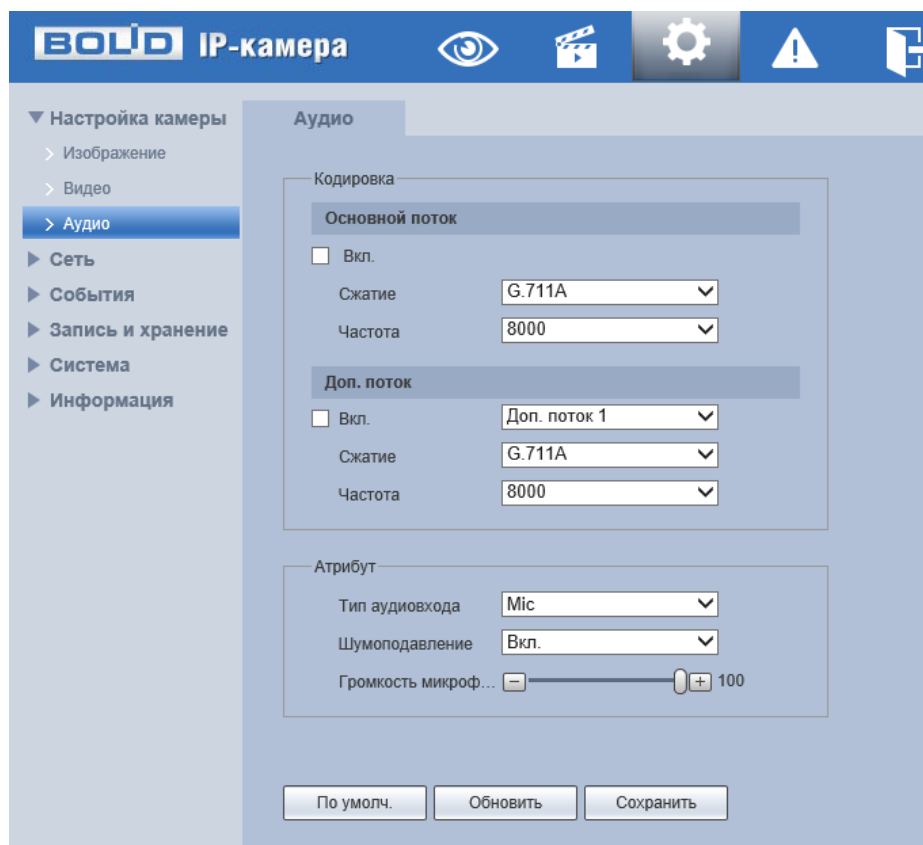 BOLID IP-камера
Настройка камеры
Изображение
Видео
Аудио
Сеть
События
Запись и хранение
Система
Информация
Аудио
Кодировка
Основной поток
Вкл.
Сжатие G.711A
Частота 8000
Доп. поток
Вкл. Доп. поток 1
Сжатие G.711A
Частота 8000
Атрибут
Тип аудиовхода Mic
Шумоподавление Вкл.
Громкость микроф... 100
По умолч. Обновить Сохранить